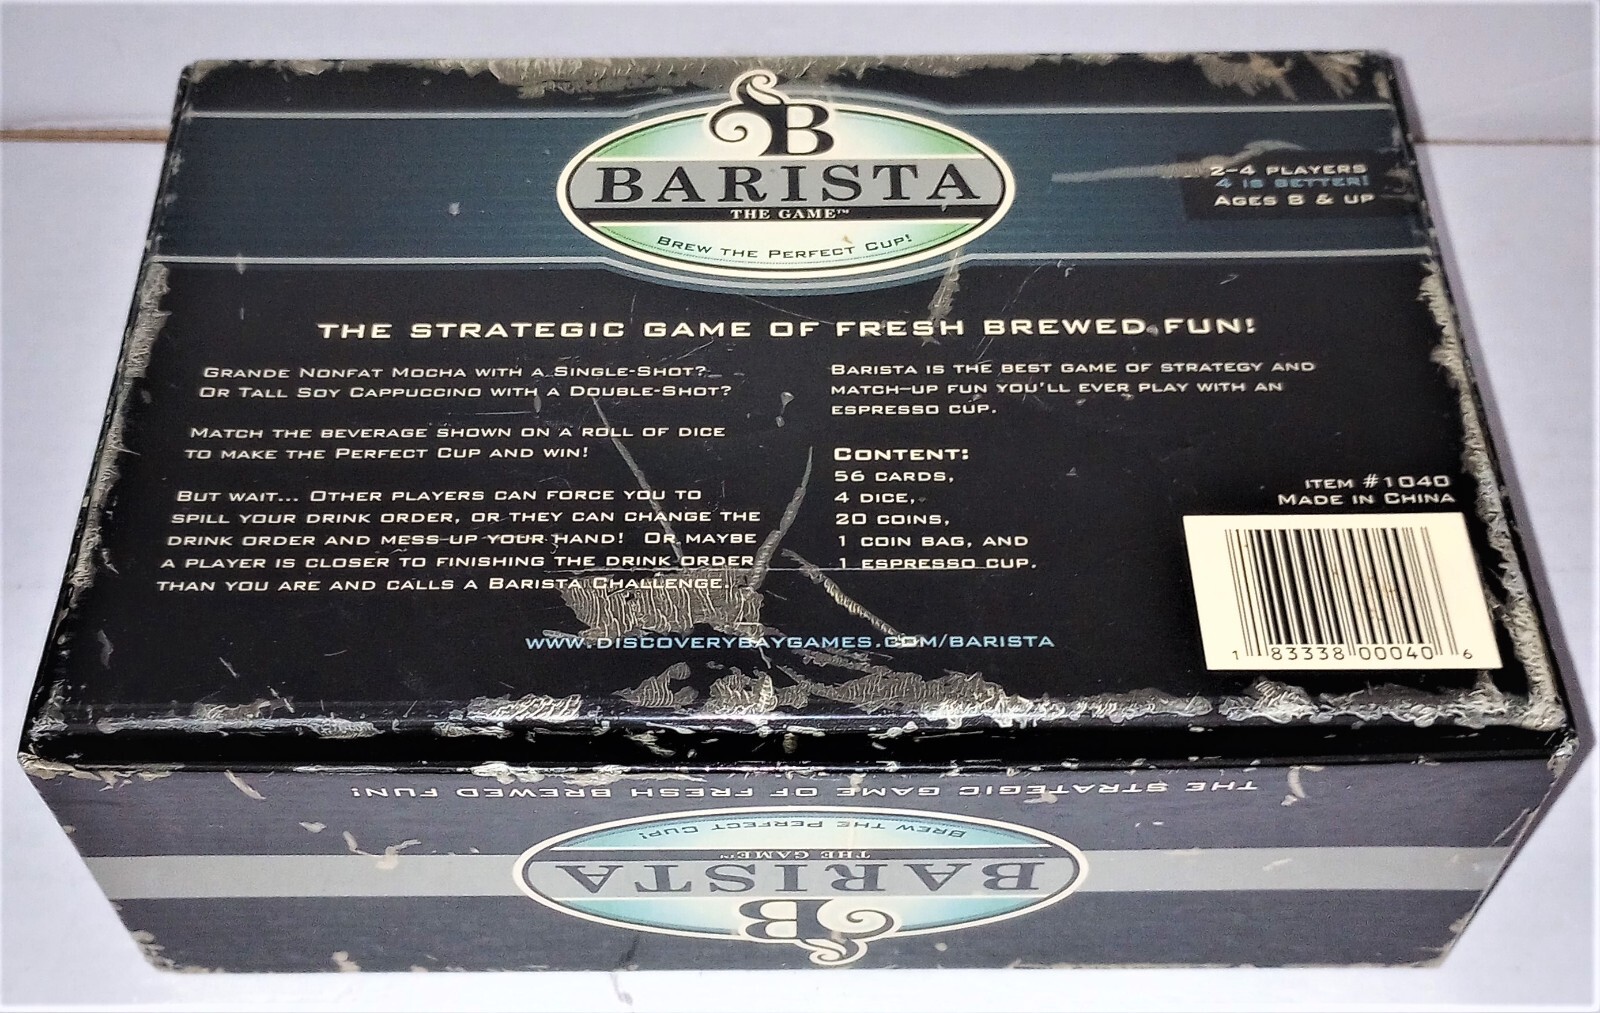 B
BARISTA
THE GAME™
BREW THE PERFECT CUP!
2-4 PLAYERS
4 IS BETTER!
AGES 8 & UP
THE STRATEGIC GAME OF FRESH BREWED FUN!
GRANDE NONFAT MOCHA WITH A SINGLE-SHOT?
OR TALL SOY CAPPUCCINO WITH A DOUBLE-SHOT?
MATCH THE BEVERAGE SHOWN ON A ROLL OF DICE
TO MAKE THE PERFECT CUP AND WIN!
BUT WAIT... OTHER PLAYERS CAN FORCE YOU TO
SPILL YOUR DRINK ORDER, OR THEY CAN CHANGE THE
DRINK ORDER AND MESS-UP YOUR HAND! OR MAYBE
A PLAYER IS CLOSER TO FINISHING THE DRINK ORDER
THAN YOU ARE AND CALLS A BARISTA CHALLENGE.
BARISTA IS THE BEST GAME OF STRATEGY AND
MATCH-UP FUN YOU'LL EVER PLAY WITH AN
ESPRESSO CUP.
CONTENT:
56 CARDS,
4 DICE,
20 COINS,
1 COIN BAG, AND
1 ESPRESSO CUP.
ITEM #1040
MADE IN CHINA
1 83338 00040 6
WWW.DISCOVERYBAYGAMES.COM/BARISTA
THE STRATEGIC GAME OF FRESH BREWED FUN!
B
BARISTA
THE GAME™
BREW THE PERFECT CUP!